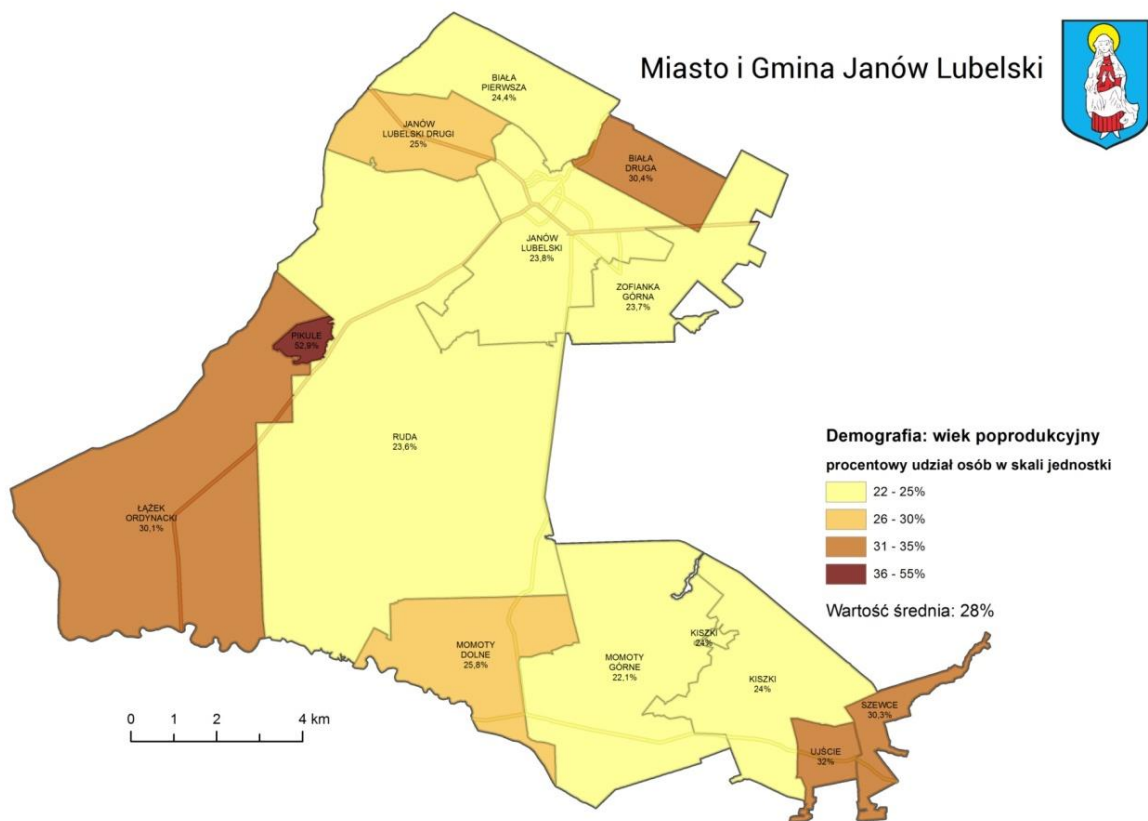 Miasto i Gmina Janów Lubelski
BIAŁA
PIERWSZA
24,4%
JANÓW
LUBELSKI DRUGI
25%
BIAŁA
DRUGA
30,4%
JANÓW
LUBELSKI
23,8%
ZOFIANKA
GÓRNA
23,7%
PIKULE
52,9%
RUDA
23,6%
ŁĄŻEK
ORDYNACKI
30,1%
MOMOTY
DOLNE
25,8%
MOMOTY
GÓRNE
22,1%
KISZKI
24%
KISZKI
24%
SZEWCE
30,3%
UJŚCIE
32%
Demografia: wiek poprodukcyjny
procentowy udział osób w skali jednostki
22 - 25%
26 - 30%
31 - 35%
36 - 55%
Wartość średnia: 28%
0 1 2 4 km